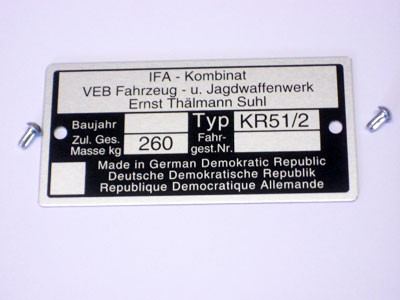 IFA - Kombinat
VEB Fahrzeug - u. Jagdwaffenwerk
Ernst Thälmann Suhl
Baujahr Typ KR51/2
Zul. Ges. Masse kg 260 Fahr-gest.Nr.
Made in German Demokratic Republic
Deutsche Demokratische Republik
Republique Democratique Allemande